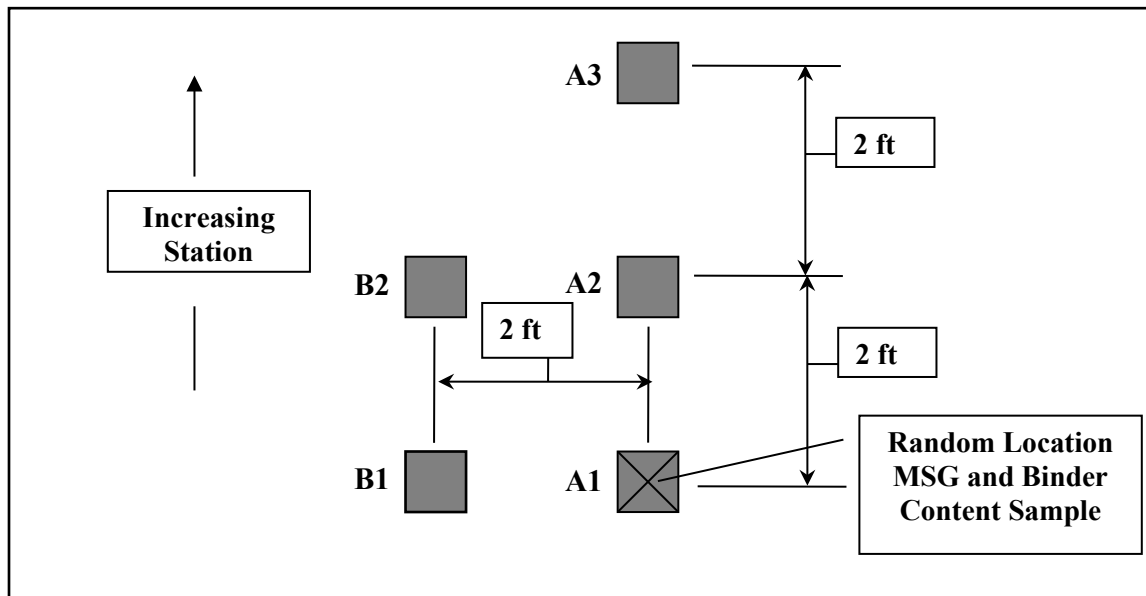 A3
2 ft
Increasing
Station
B2
A2
2 ft
2 ft
B1
A1
Random Location
MSG and Binder
Content Sample